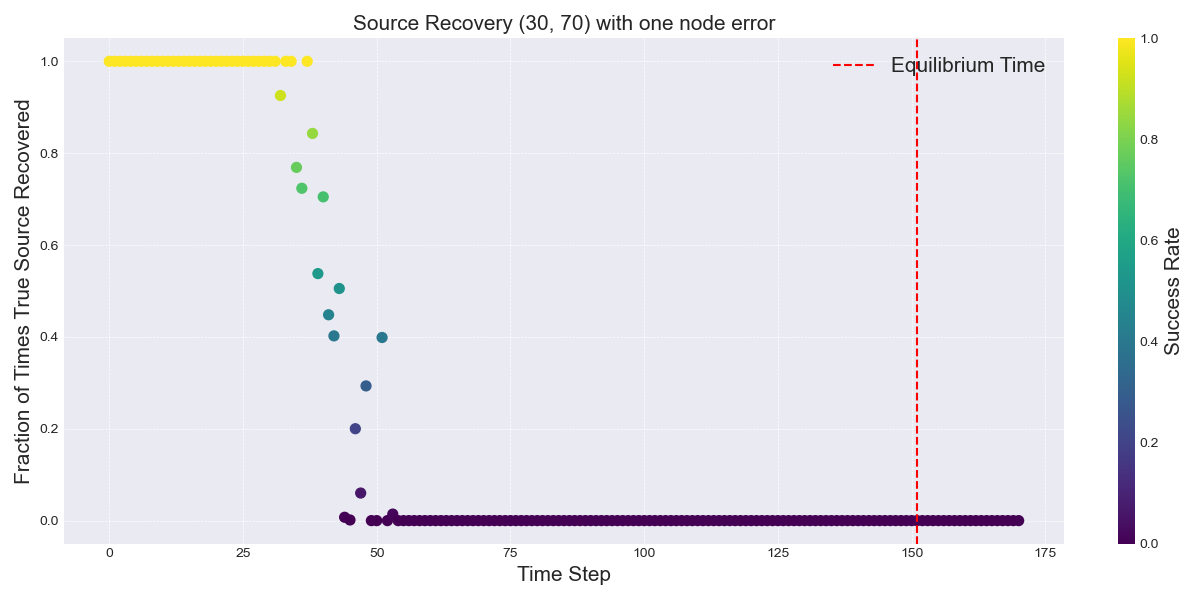 Source Recovery (30, 70) with one node error
Equilibrium Time
Fraction of Times True Source Recovered
1.0
0.8
0.6
0.4
0.2
0.0
0 25 50 75 100 125 150 175
Time Step
1.0
0.8
0.6
0.4
0.2
0.0
Success Rate